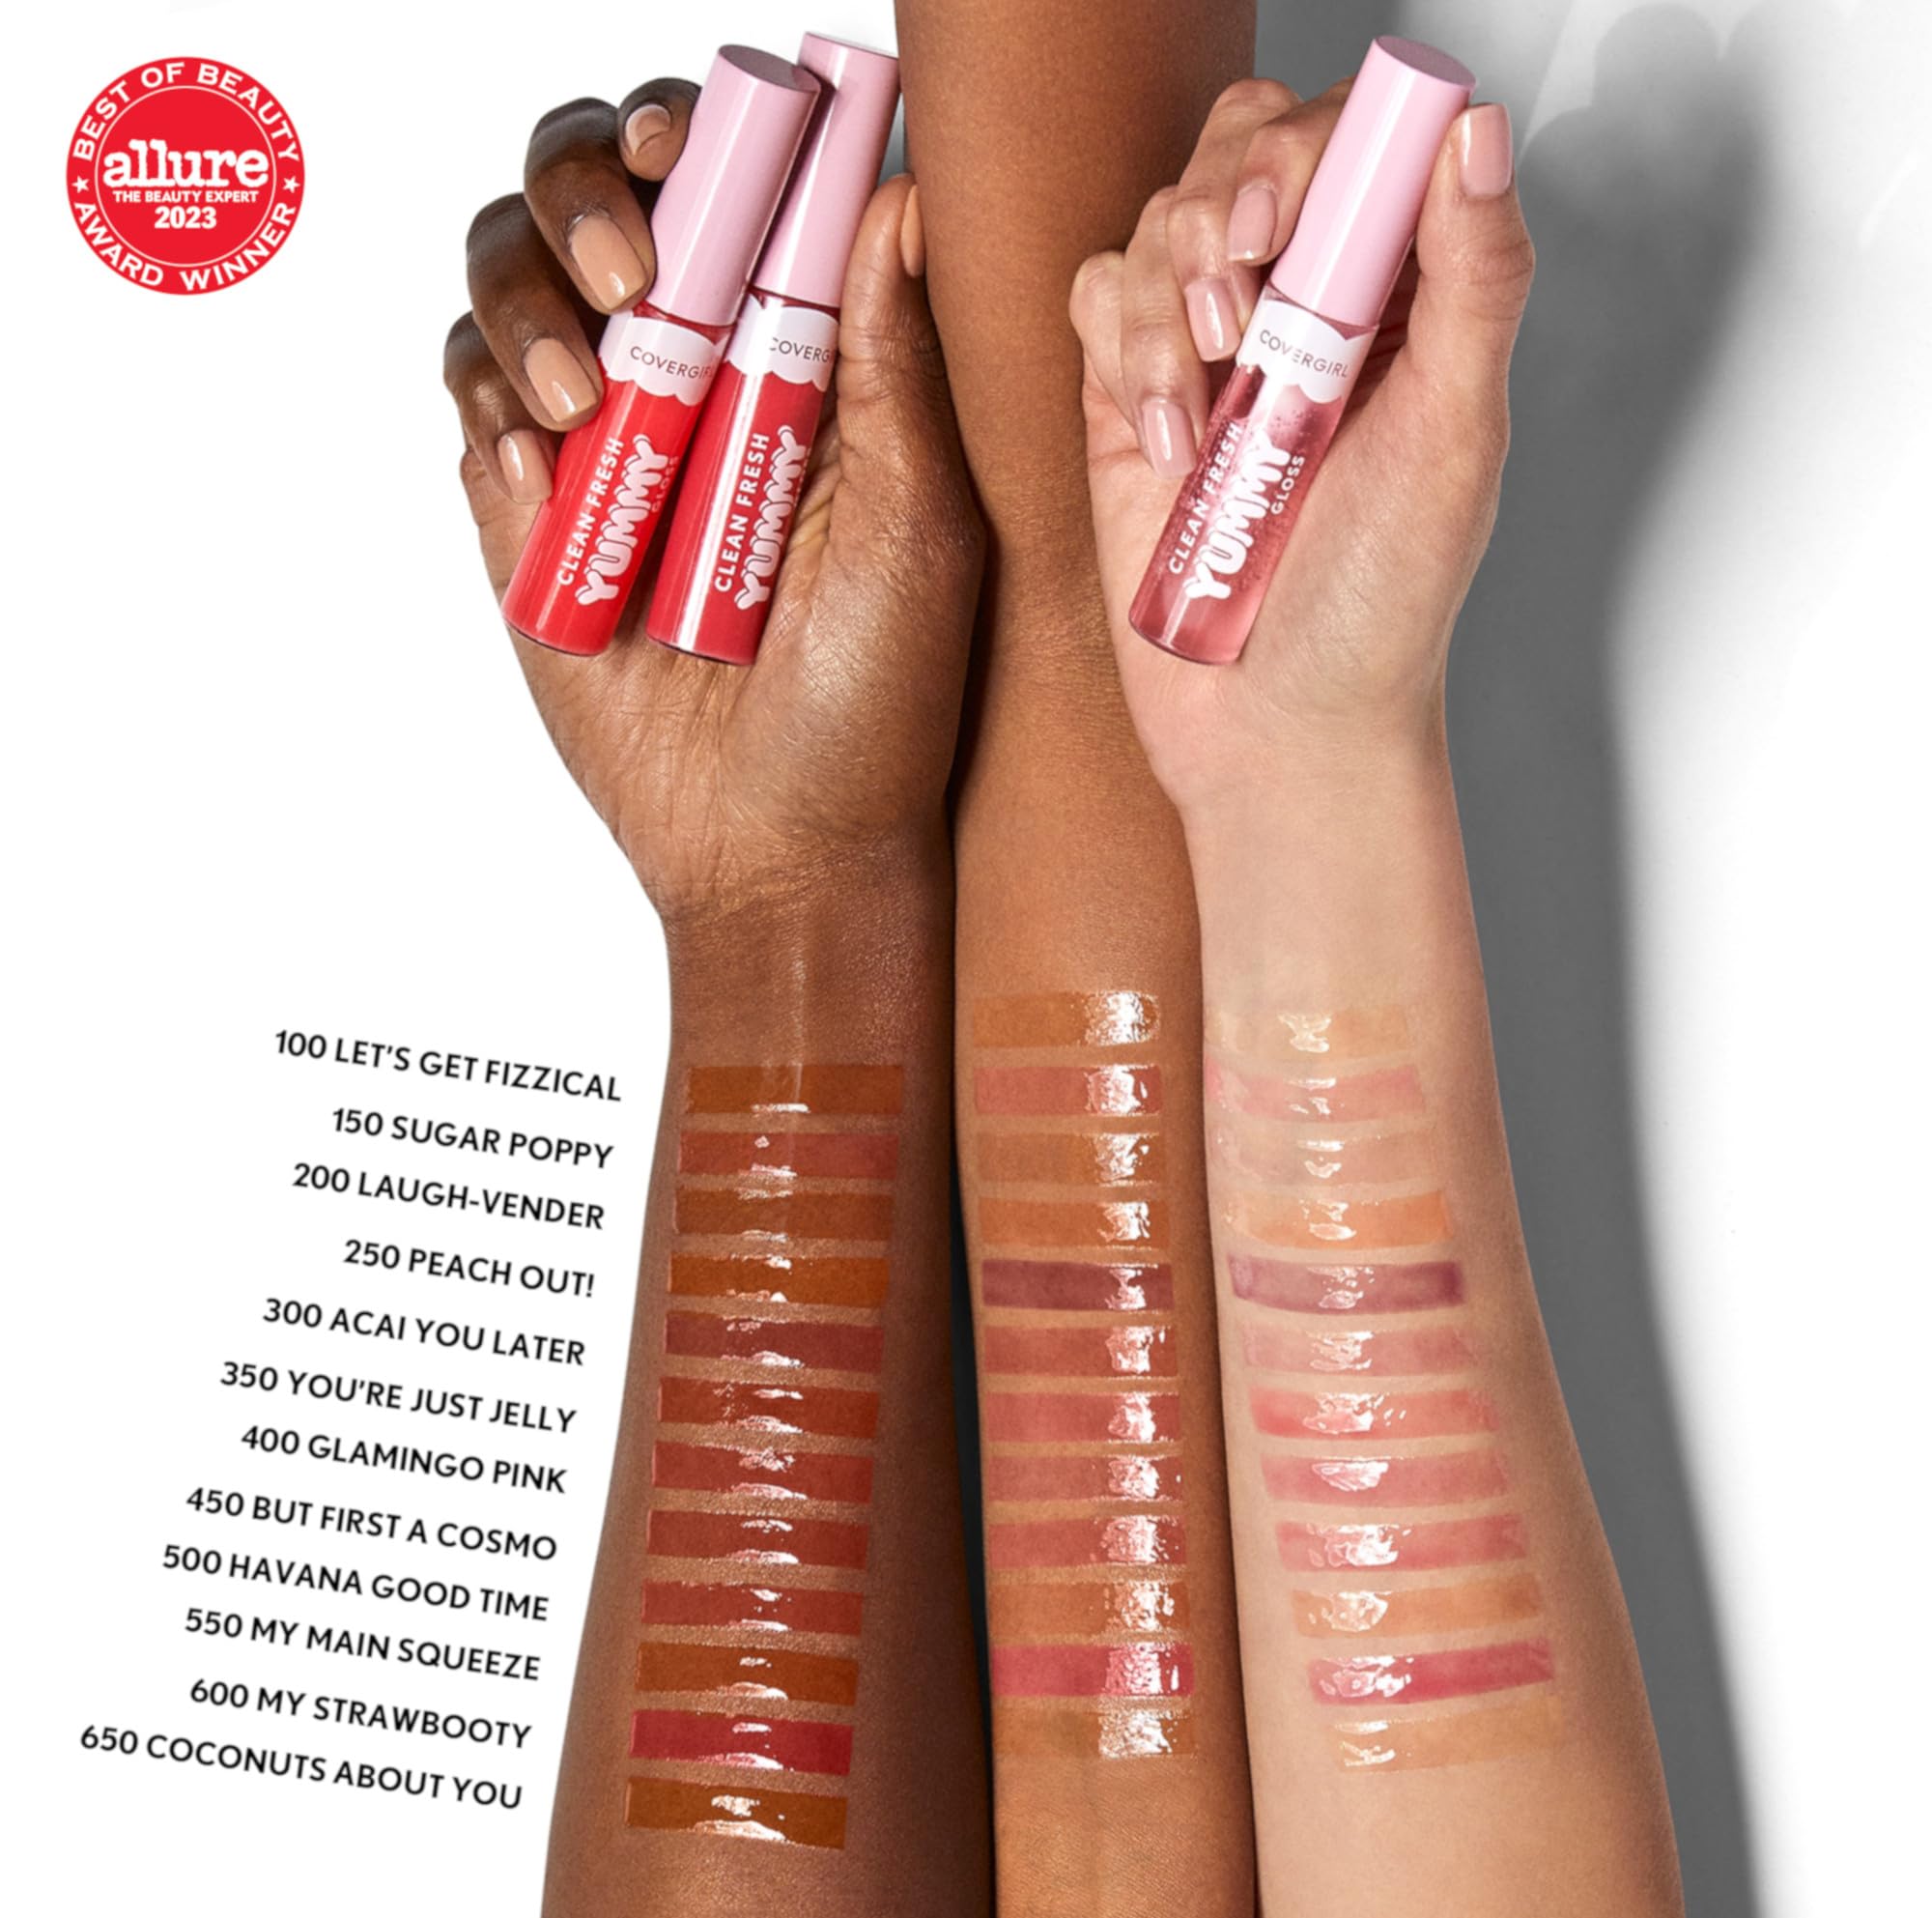 BEST OF BEAUTY
allure
THE BEAUTY EXPERT
2023
AWARD WINNER
COVERGIRL
CLEAN FRESH
YUMMY
GLOSS
COVERG
CLEAN FRESH
YUMMY
COVERGIRL
CLEAN FRESH
YUMMY
GLOSS
100 LET'S GET FIZZICAL
150 SUGAR POPPY
200 LAUGH-VENDER
250 PEACH OUT!
300 ACAI YOU LATER
350 YOU'RE JUST JELLY
400 GLAMINGO PINK
450 BUT FIRST A COSMO
500 HAVANA GOOD TIME
550 MY MAIN SQUEEZE
600 MY STRAWBOOTY
650 COCONUTS ABOUT YOU